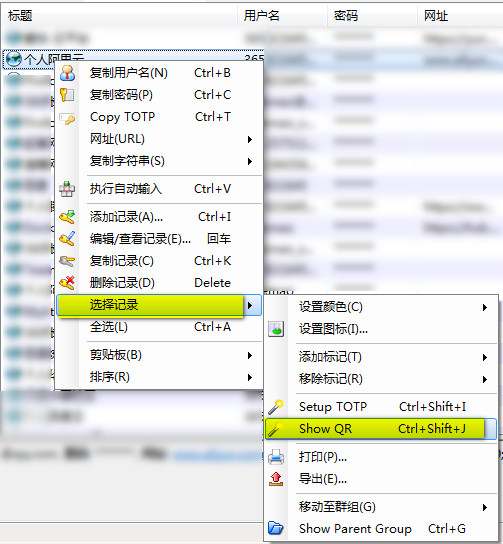 标题 用户名 密码 网址
个人阿里云
复制用户名(N) Ctrl+B
复制密码(P) Ctrl+C
Copy TOTP Ctrl+T
网址(URL)
复制字符串(S)
执行自动输入 Ctrl+V
添加记录(A)... Ctrl+I
编辑/查看记录(E)... 回车
复制记录(C) Ctrl+K
删除记录(D) Delete
选择记录
全选(L) Ctrl+A
剪贴板(B)
排序(R)
设置颜色(C)
设置图标(I)...
添加标记(T)
移除标记(R)
Setup TOTP Ctrl+Shift+I
Show QR Ctrl+Shift+J
打印(P)...
导出(E)...
移动至群组(G)
Show Parent Group Ctrl+G